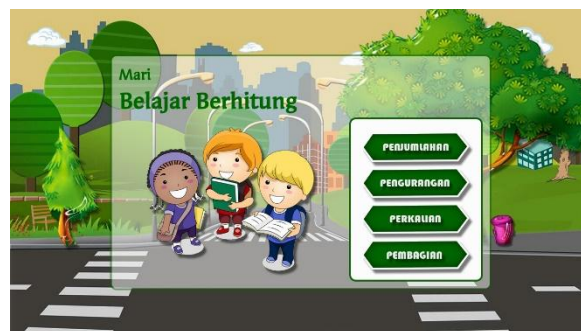 Mari
Belajar Berhitung
PENJUMLAHAN
PENGURANGAN
PERKALIAN
PEMBAGIAN